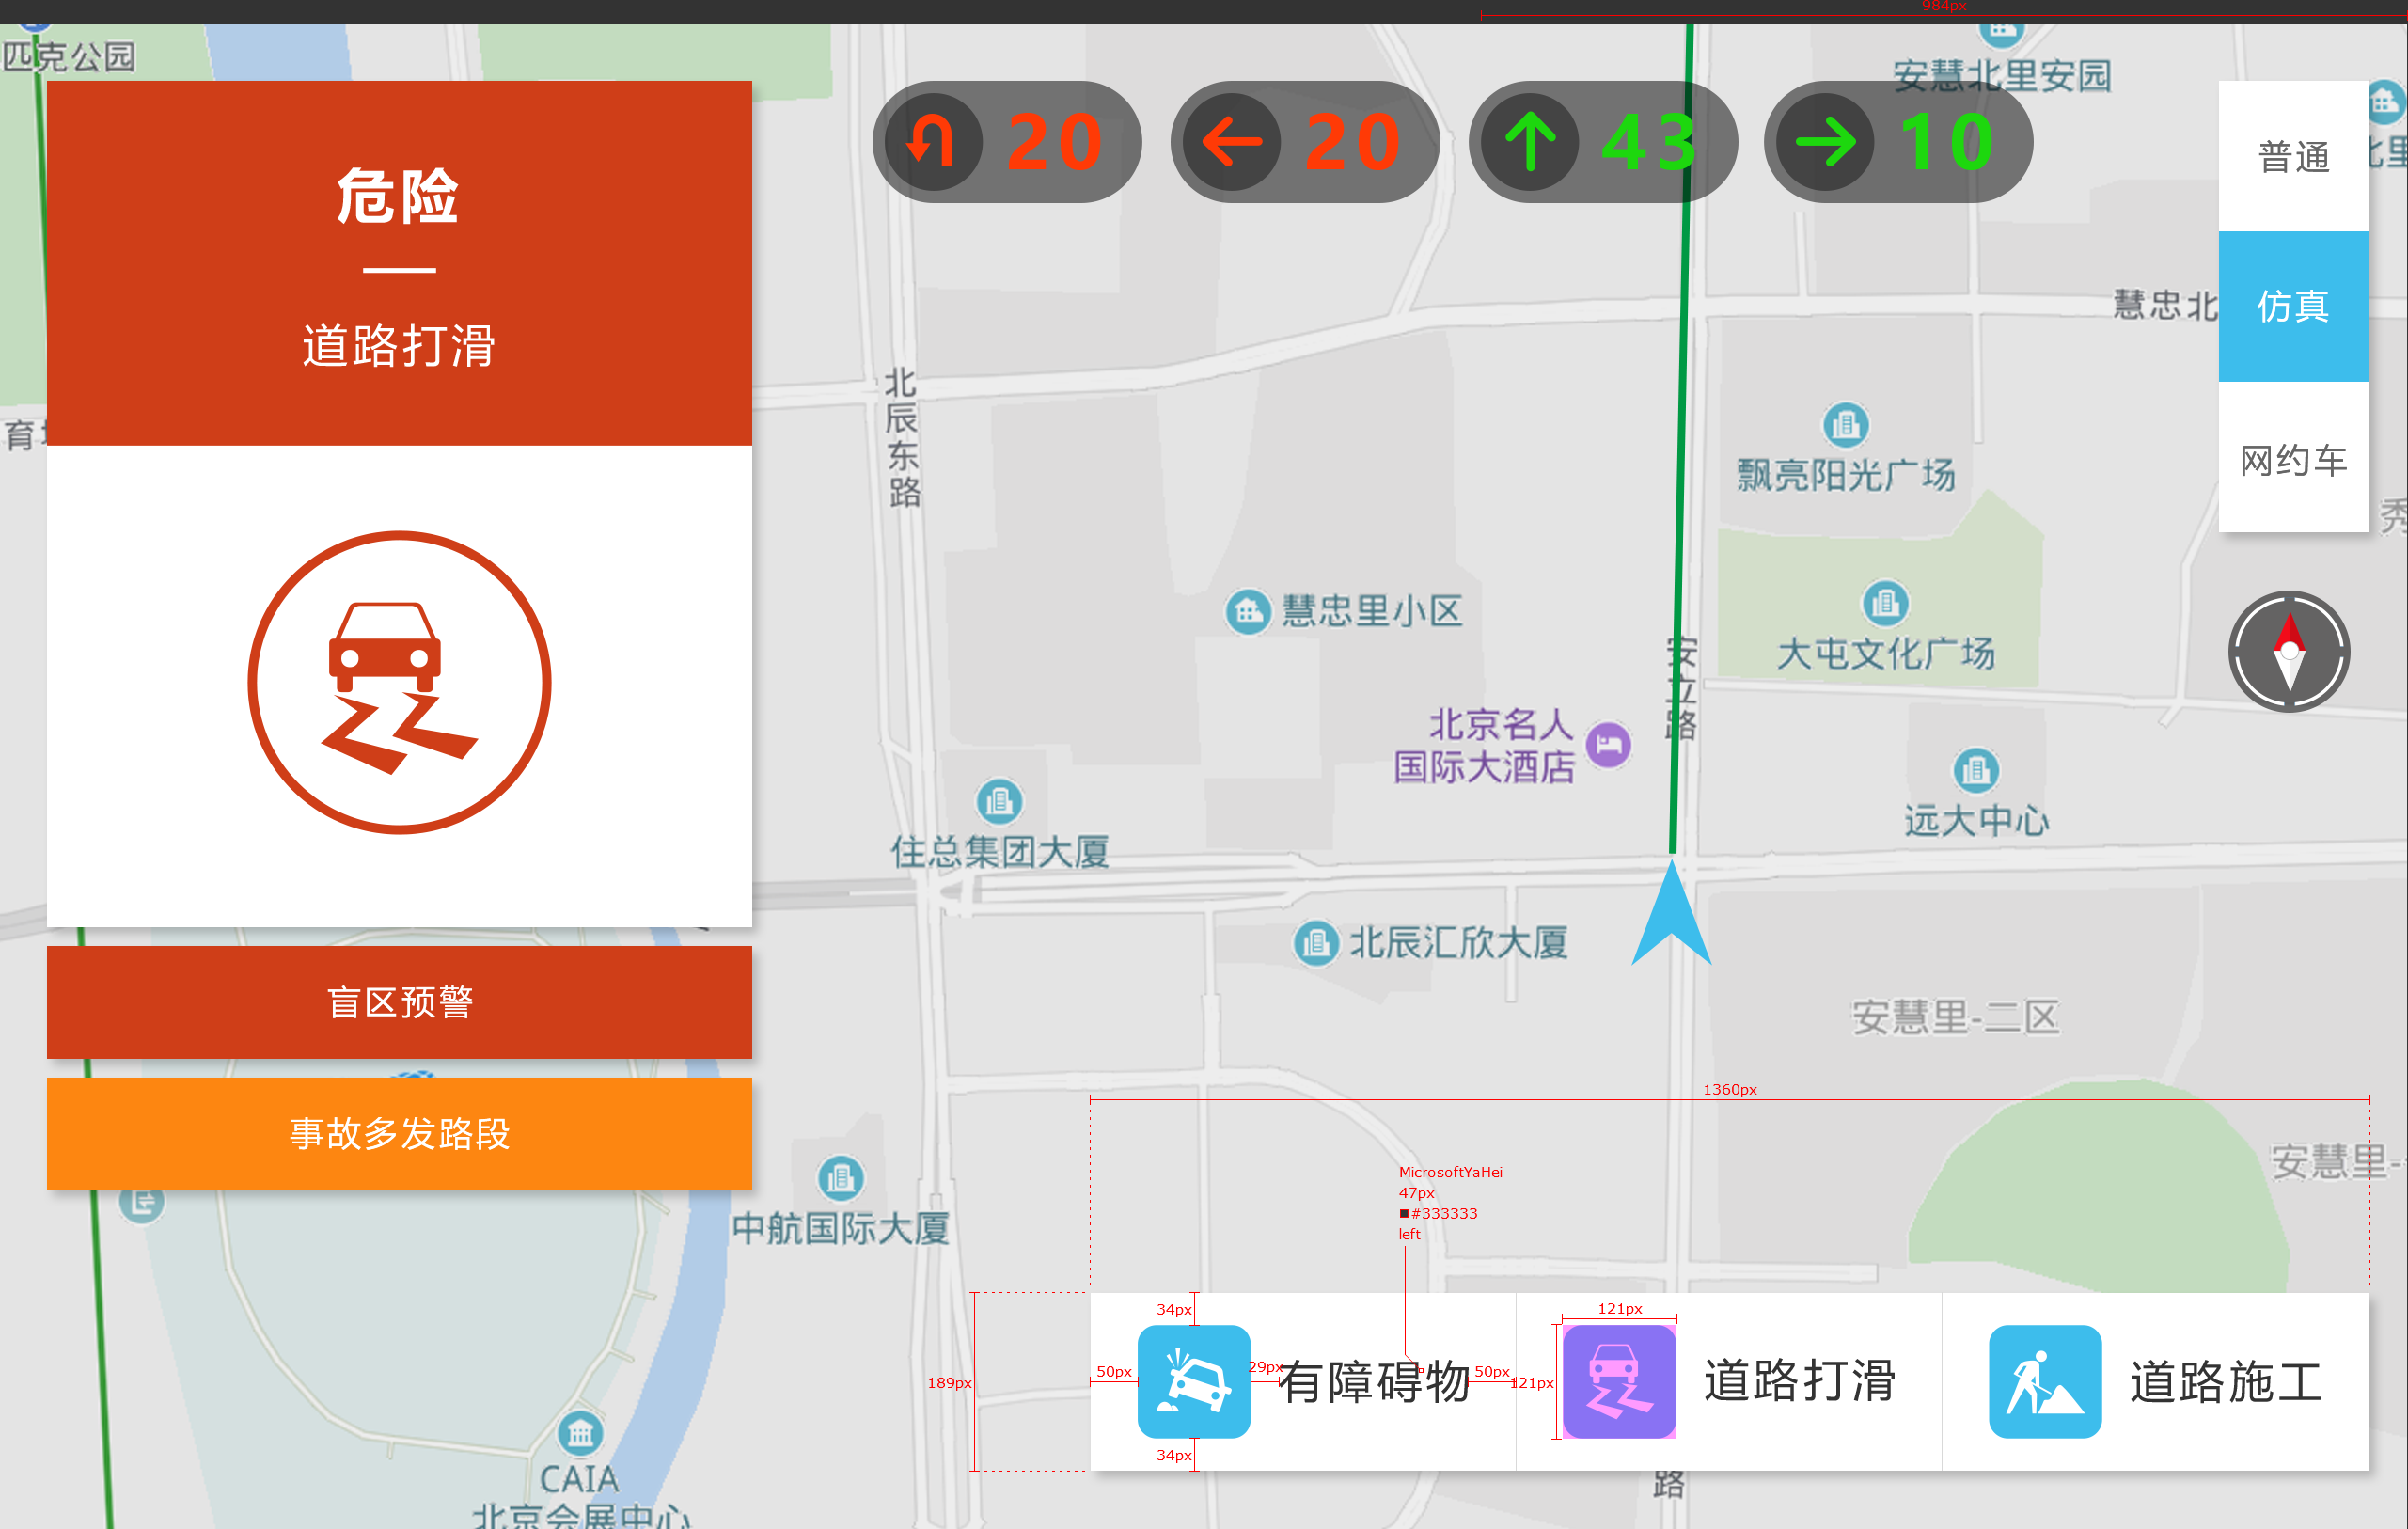 984px
匹克公园
安慧北里安园
20
20
43
10
普通
危险
道路打滑
慧忠北
仿真
北辰东路
育
网约车
飘亮阳光广场
秀
慧忠里小区
大屯文化广场
安立路
北京名人
国际大酒店
远大中心
住总集团大厦
北辰汇欣大厦
盲区预警
安慧里-二区
1360px
事故多发路段
安慧里-
MicrosoftYaHei
47px
#333333
left
中航国际大厦
34px
121px
50px
29px
有障碍物
50px
121px
道路打滑
道路施工
189px
34px
路
CAIA
北京会展中心